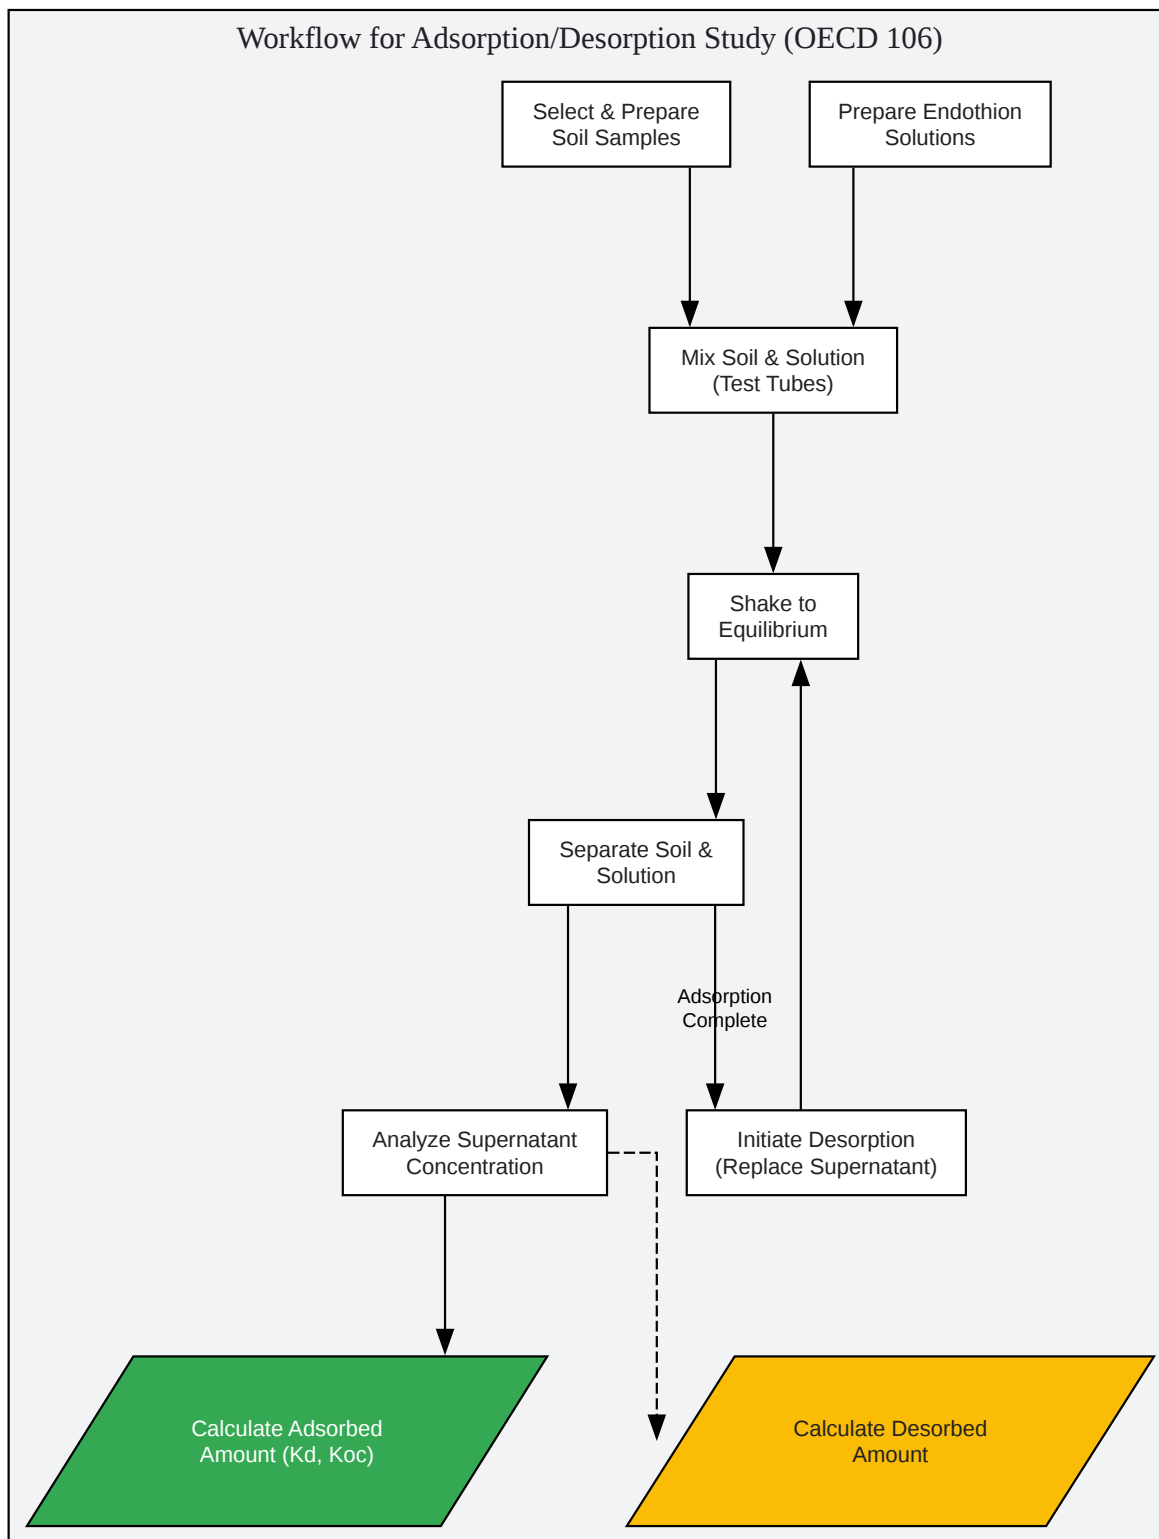 Workflow for Adsorption/Desorption Study (OECD 106)
Select & Prepare
Soil Samples
Prepare Endothion
Solutions
Mix Soil & Solution
(Test Tubes)
Shake to
Equilibrium
Separate Soil &
Solution
Adsorption
Complete
Analyze Supernatant
Concentration
Initiate Desorption
(Replace Supernatant)
Calculate Adsorbed
Amount (Kd, Koc)
Calculate Desorbed
Amount